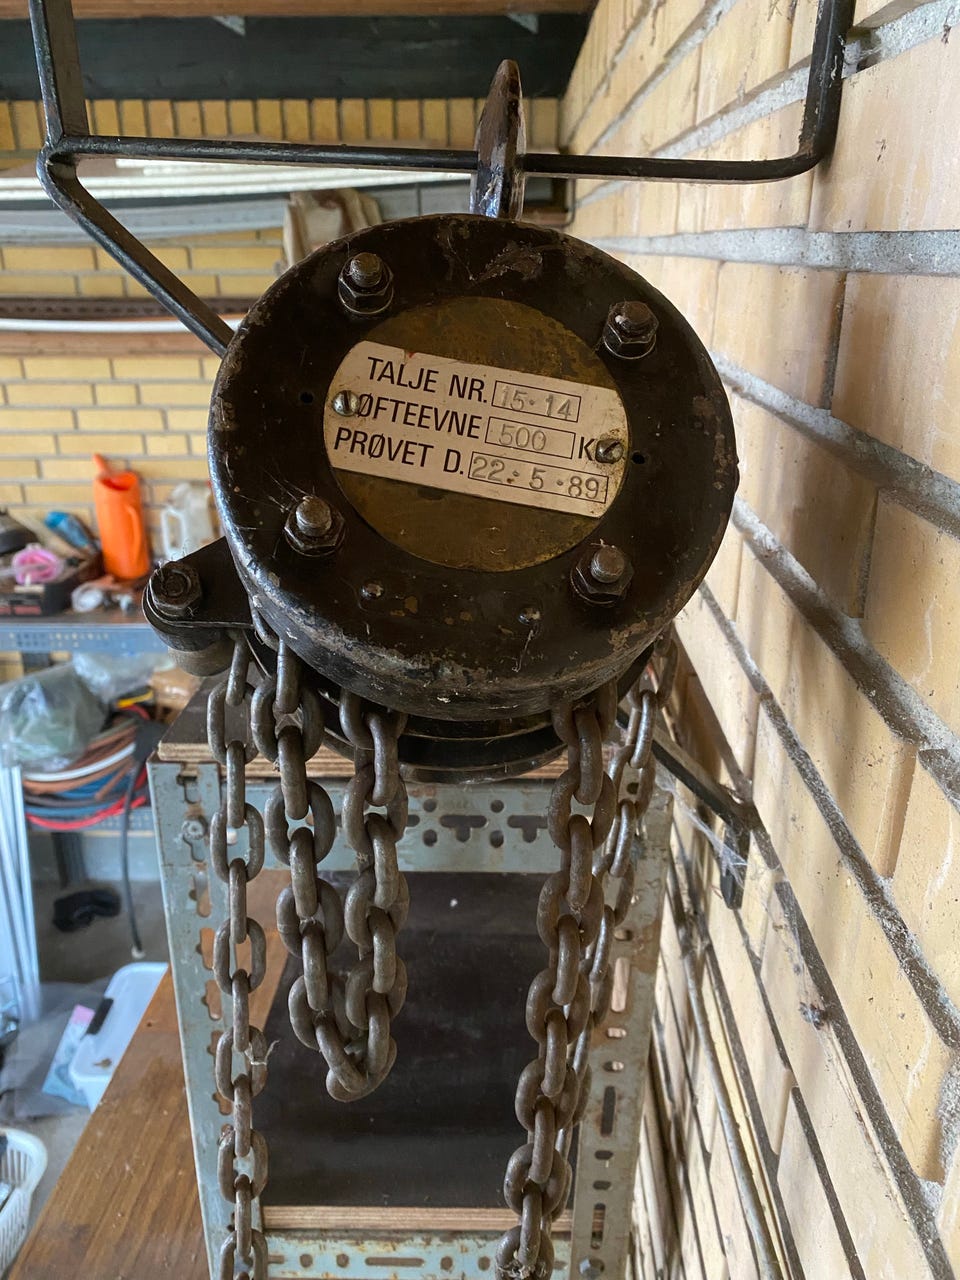 TALJE NR. 15·14
ØFTEEVNE 500 K
PRØVET D. 22·5·89